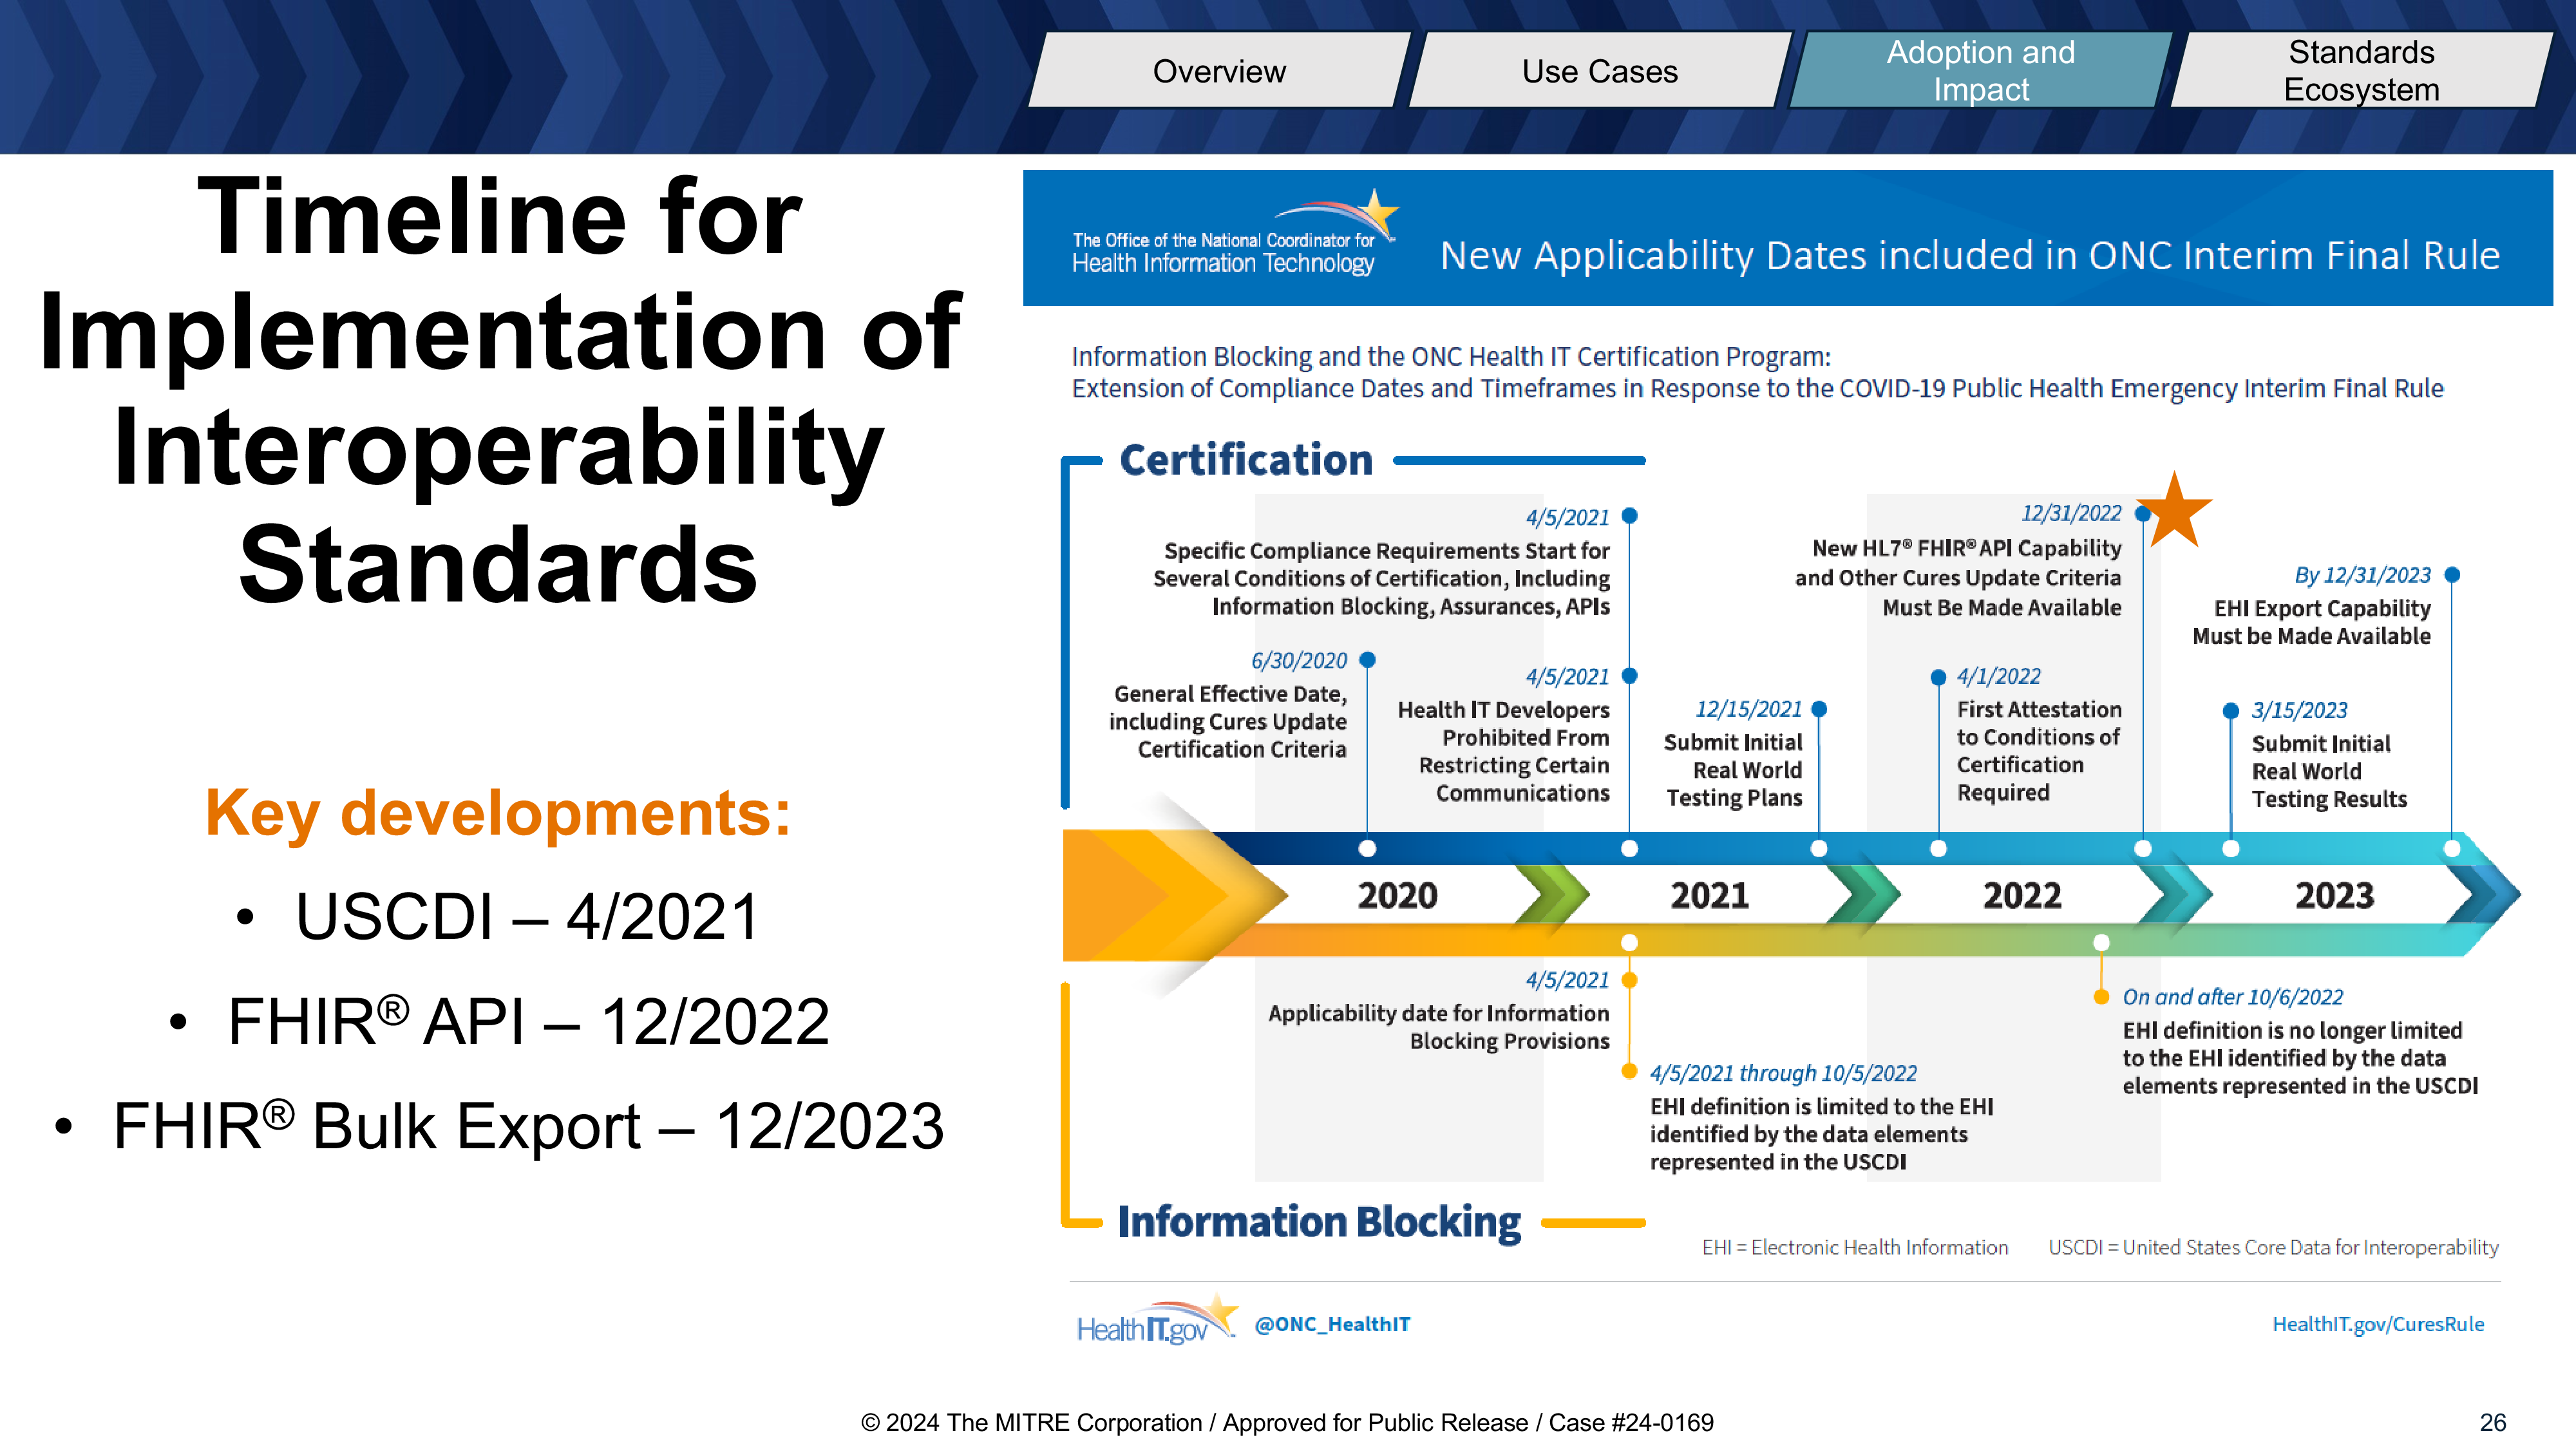 Overview
Use Cases
Adoption and
Impact
Standards
Ecosystem
Timeline for
Implementation of
Interoperability
Standards
Key developments:
• USCDI – 4/2021
• FHIR® API – 12/2022
• FHIR® Bulk Export – 12/2023
The Office of the National Coordinator for
Health Information Technology
New Applicability Dates included in ONC Interim Final Rule
Information Blocking and the ONC Health IT Certification Program:
Extension of Compliance Dates and Timeframes in Response to the COVID-19 Public Health Emergency Interim Final Rule
Certification
4/5/2021
Specific Compliance Requirements Start for
Several Conditions of Certification, Including
Information Blocking, Assurances, APIs
12/31/2022
New HL7® FHIR® API Capability
and Other Cures Update Criteria
Must Be Made Available
By 12/31/2023
EHI Export Capability
Must be Made Available
6/30/2020
General Effective Date,
including Cures Update
Certification Criteria
4/5/2021
Health IT Developers
Prohibited From
Restricting Certain
Communications
12/15/2021
Submit Initial
Real World
Testing Plans
4/1/2022
First Attestation
to Conditions of
Certification
Required
3/15/2023
Submit Initial
Real World
Testing Results
2020
2021
2022
2023
4/5/2021
Applicability date for Information
Blocking Provisions
4/5/2021 through 10/5/2022
EHI definition is limited to the EHI
identified by the data elements
represented in the USCDI
On and after 10/6/2022
EHI definition is no longer limited
to the EHI identified by the data
elements represented in the USCDI
Information Blocking
EHI = Electronic Health Information
USCDI = United States Core Data for Interoperability
HealthIT.gov
@ONC_HealthIT
HealthIT.gov/CuresRule
© 2024 The MITRE Corporation / Approved for Public Release / Case #24-0169
26